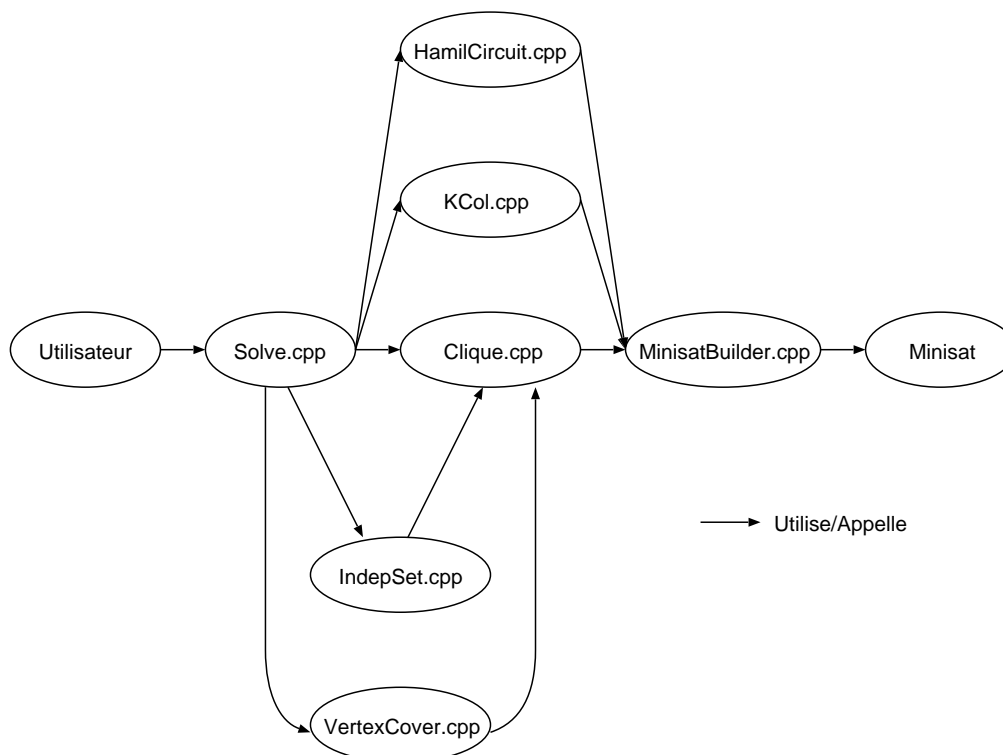 HamilCircuit.cpp
KCol.cpp
Utilisateur
Solve.cpp
Clique.cpp
MinisatBuilder.cpp
Minisat
Utilise/Appelle
IndepSet.cpp
VertexCover.cpp